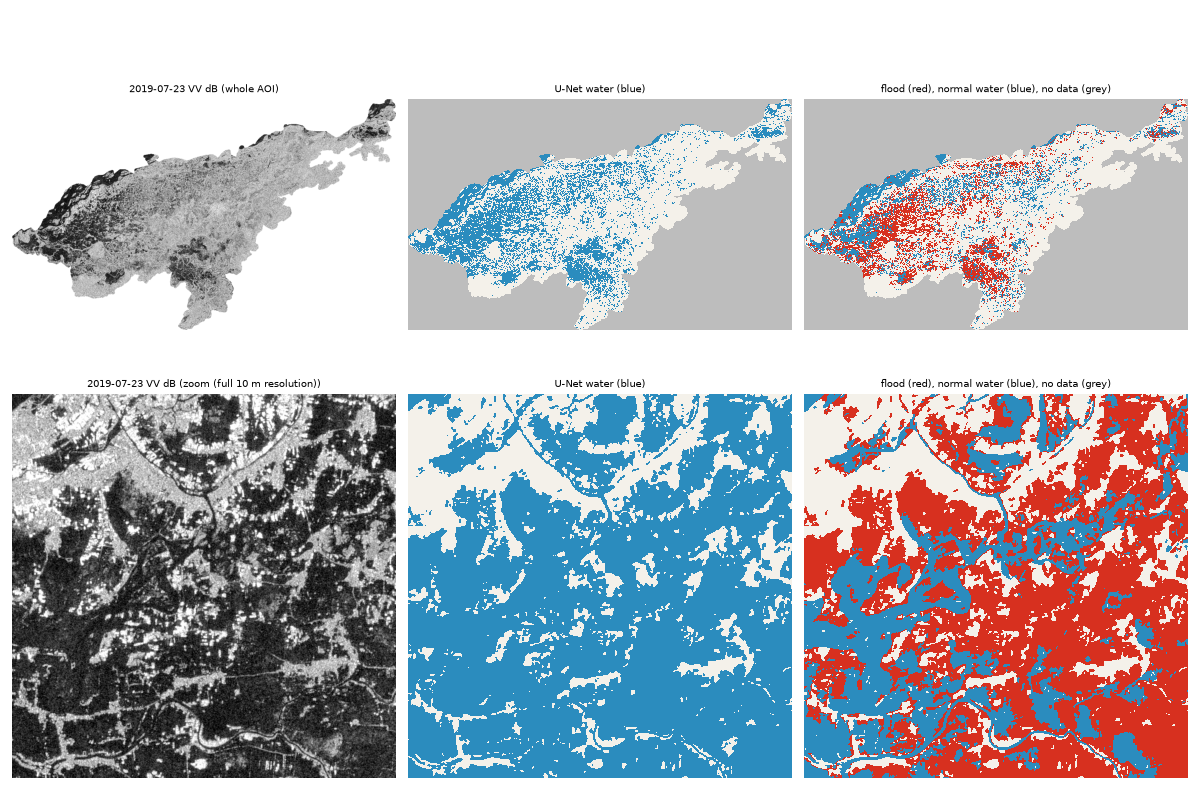 2019-07-23 VV dB (whole AOI)
U-Net water (blue)
flood (red), normal water (blue), no data (grey)
2019-07-23 VV dB (zoom (full 10 m resolution))
U-Net water (blue)
flood (red), normal water (blue), no data (grey)